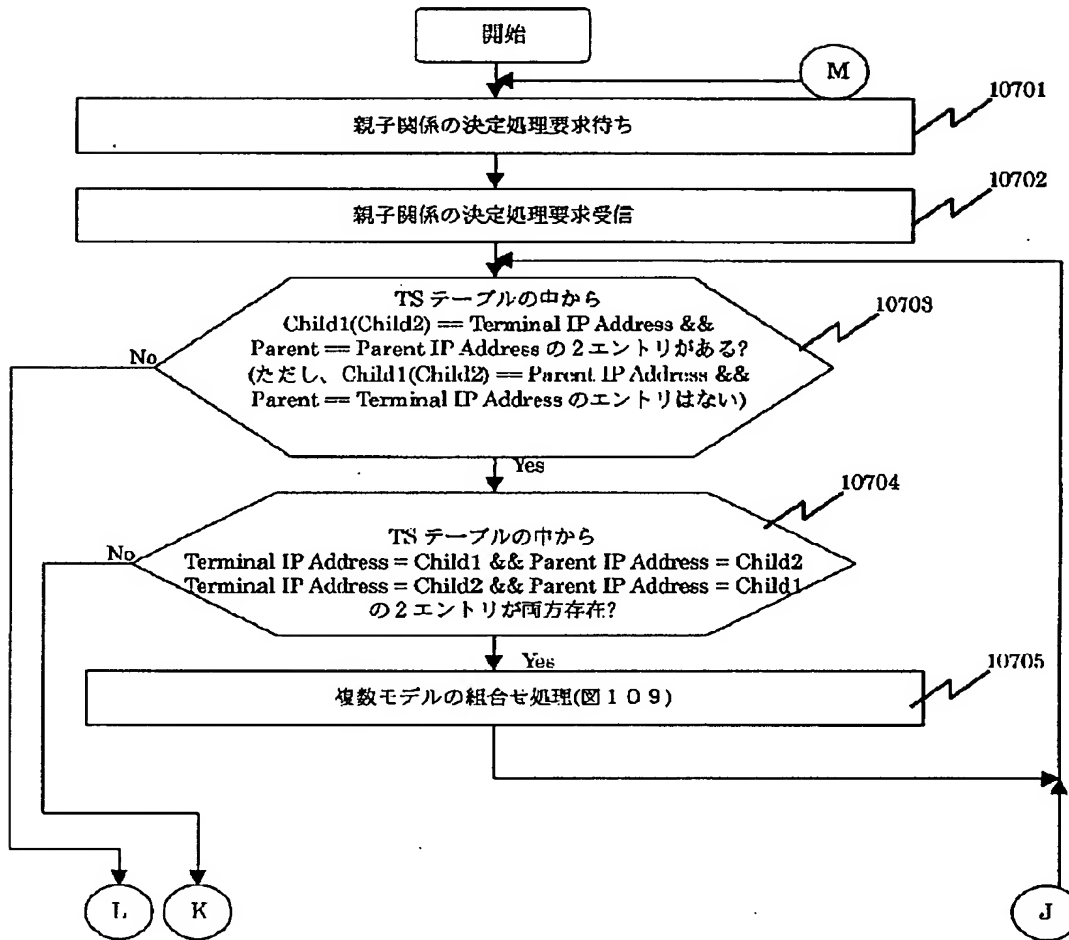 開始
M
10701
親子関係の決定処理要求待ち
10702
親子関係の決定処理要求受信
10703
TS テーブルの中から
Child1(Child2) == Terminal IP Address &&
Parent == Parent IP Address の2エントリがある?
(ただし、Child1(Child2) == Parent IP Address &&
Parent == Terminal IP Address のエントリはない)
No
Yes
10704
TS テーブルの中から
Terminal IP Address = Child1 && Parent IP Address = Child2
Terminal IP Address = Child2 && Parent IP Address = Child1
の2エントリが両方存在?
No
Yes
10705
複数モデルの組合せ処理(図109)
L
K
J